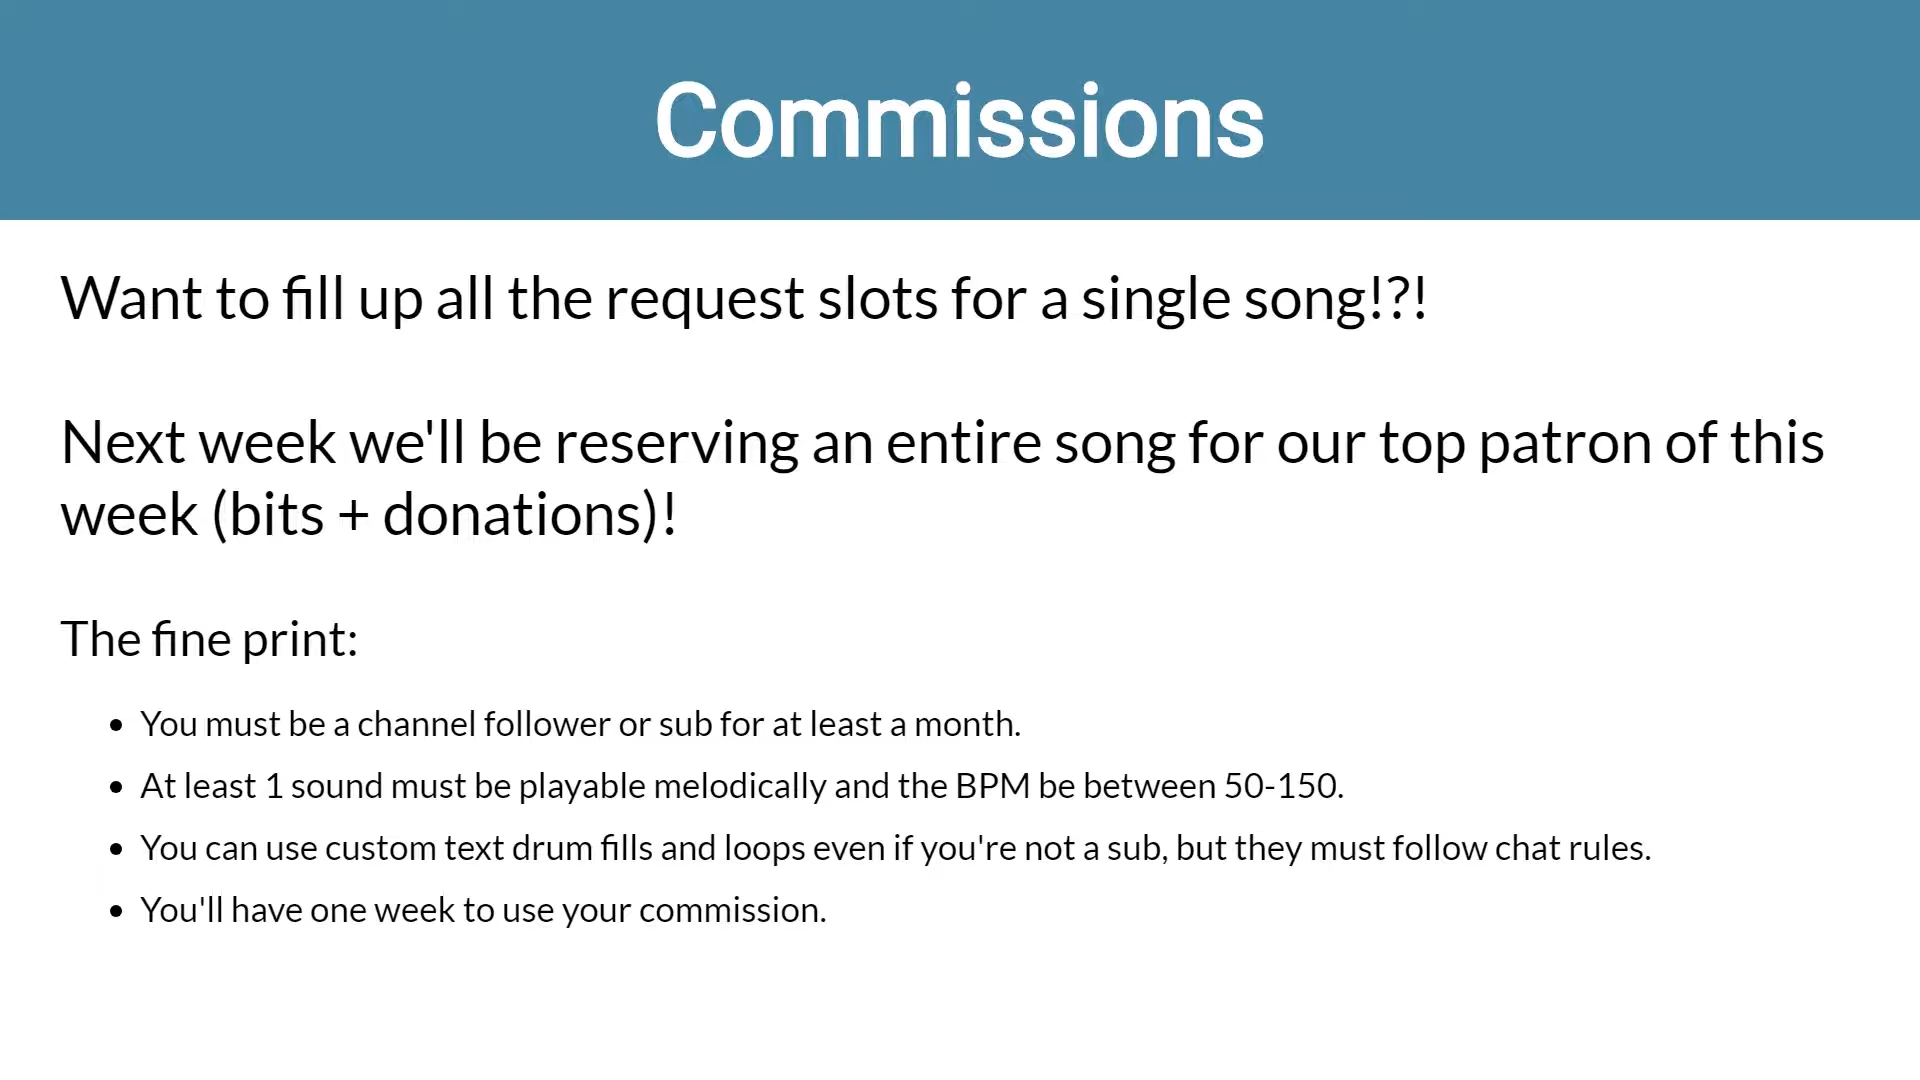 Commissions
Want to fill up all the request slots for a single song!?!
Next week we'll be reserving an entire song for our top patron of this
week (bits + donations)!
The fine print:
• You must be a channel follower or sub for at least a month.
• At least 1 sound must be playable melodically and the BPM be between 50-150.
• You can use custom text drum fills and loops even if you're not a sub, but they must follow chat rules.
• You'll have one week to use your commission.